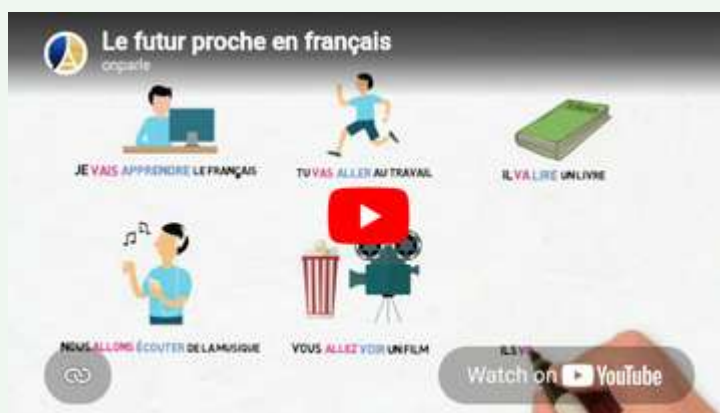 Le futur proche en français
onparle
JE VAIS APPRENDRE LE FRANÇAIS
TU VAS ALLER AU TRAVAIL
IL VA LIRE UN LIVRE
NOUS ALLONS ÉCOUTER DE LA MUSIQUE
VOUS ALLEZ VOIR UN FILM
ILS
Watch on YouTube